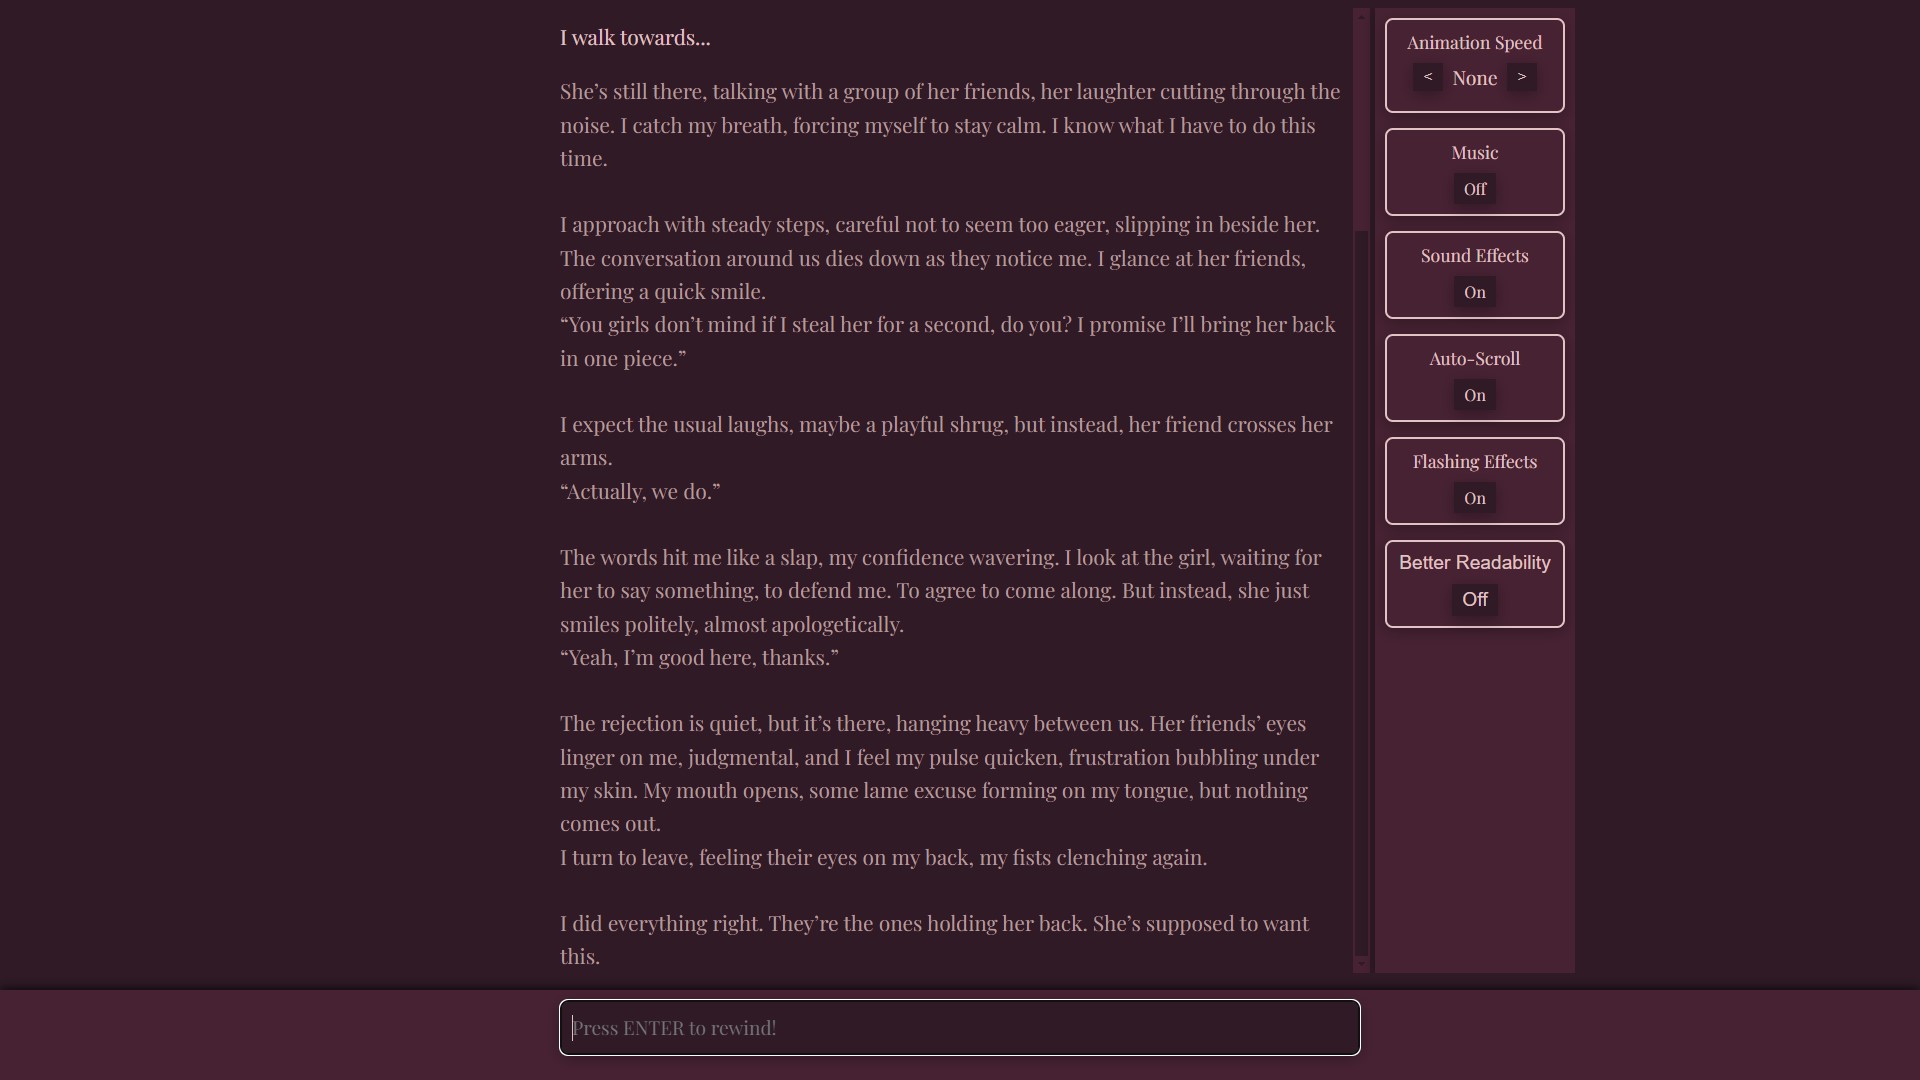 I walk towards...
She’s still there, talking with a group of her friends, her laughter cutting through the
noise. I catch my breath, forcing myself to stay calm. I know what I have to do this
time.
I approach with steady steps, careful not to seem too eager, slipping in beside her.
The conversation around us dies down as they notice me. I glance at her friends,
offering a quick smile.
“You girls don’t mind if I steal her for a second, do you? I promise I’ll bring her back
in one piece.”
I expect the usual laughs, maybe a playful shrug, but instead, her friend crosses her
arms.
“Actually, we do.”
The words hit me like a slap, my confidence wavering. I look at the girl, waiting for
her to say something, to defend me. To agree to come along. But instead, she just
smiles politely, almost apologetically.
“Yeah, I’m good here, thanks.”
The rejection is quiet, but it’s there, hanging heavy between us. Her friends’ eyes
linger on me, judgmental, and I feel my pulse quicken, frustration bubbling under
my skin. My mouth opens, some lame excuse forming on my tongue, but nothing
comes out.
I turn to leave, feeling their eyes on my back, my fists clenching again.
I did everything right. They’re the ones holding her back. She’s supposed to want
this.
Press ENTER to rewind!
Animation Speed
< None >
Music
Off
Sound Effects
On
Auto-Scroll
On
Flashing Effects
On
Better Readability
Off